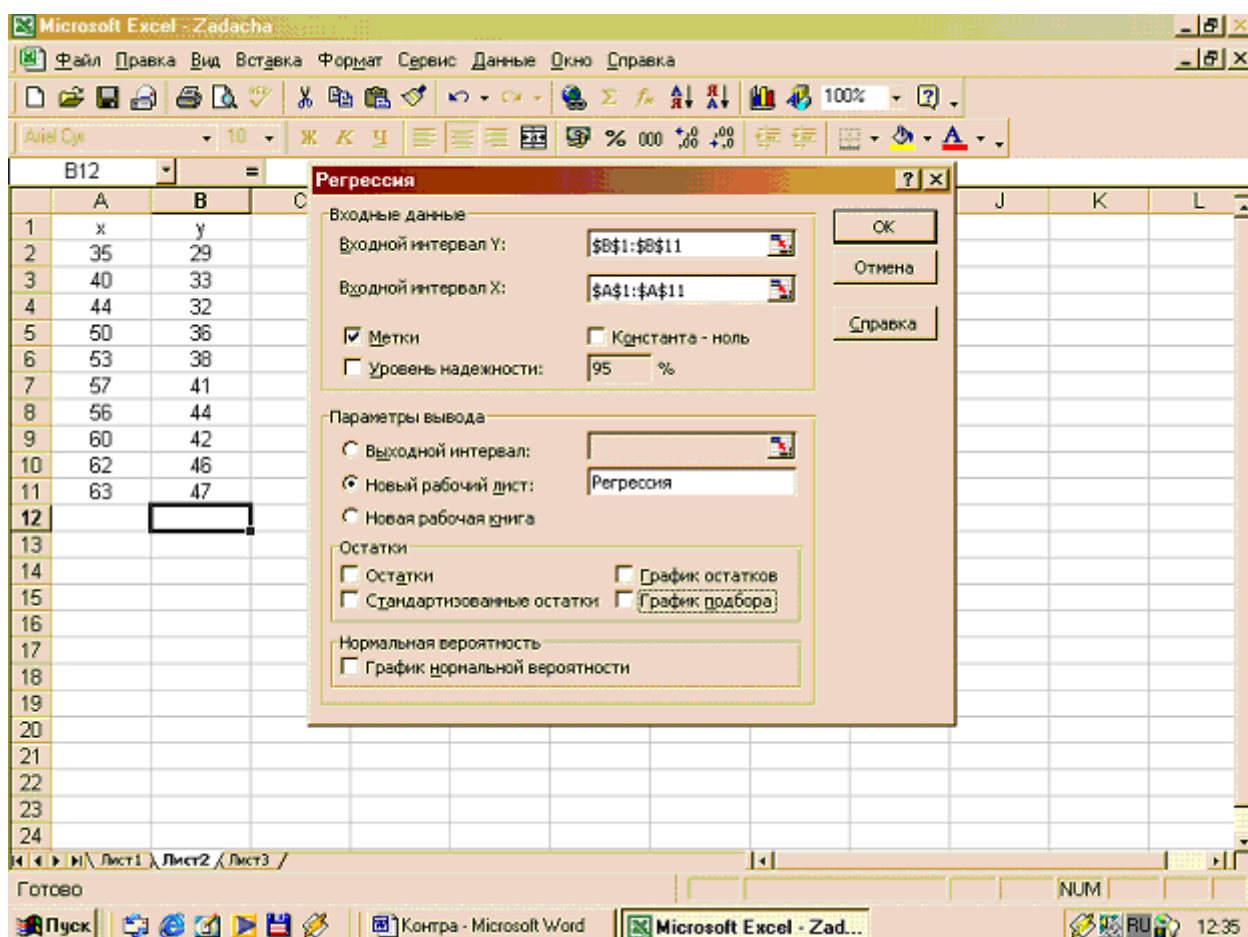 Microsoft Excel - Zadacha
Файл Правка Вид Вставка Формат Сервис Данные Окно Справка
100%
Arial Cyr 10 Ж К Ч % 000
B12 =
A B C J K L
1 x y
2 35 29
3 40 33
4 44 32
5 50 36
6 53 38
7 57 41
8 56 44
9 60 42
10 62 46
11 63 47
12
13
14
15
16
17
18
19
20
21
22
23
24
Регрессия
Входные данные
Входной интервал Y: $B$1:$B$11
Входной интервал X: $A$1:$A$11
Метки Константа - ноль
Уровень надежности: 95 %
OK
Отмена
Справка
Параметры вывода
Выходной интервал:
Новый рабочий лист: Регрессия
Новая рабочая книга
Остатки
Остатки График остатков
Стандартизованные остатки График подбора
Нормальная вероятность
График нормальной вероятности
Лист1 Лист2 Лист3
Готово NUM
Пуск Контра - Microsoft Word Microsoft Excel - Zad... RU 12:35